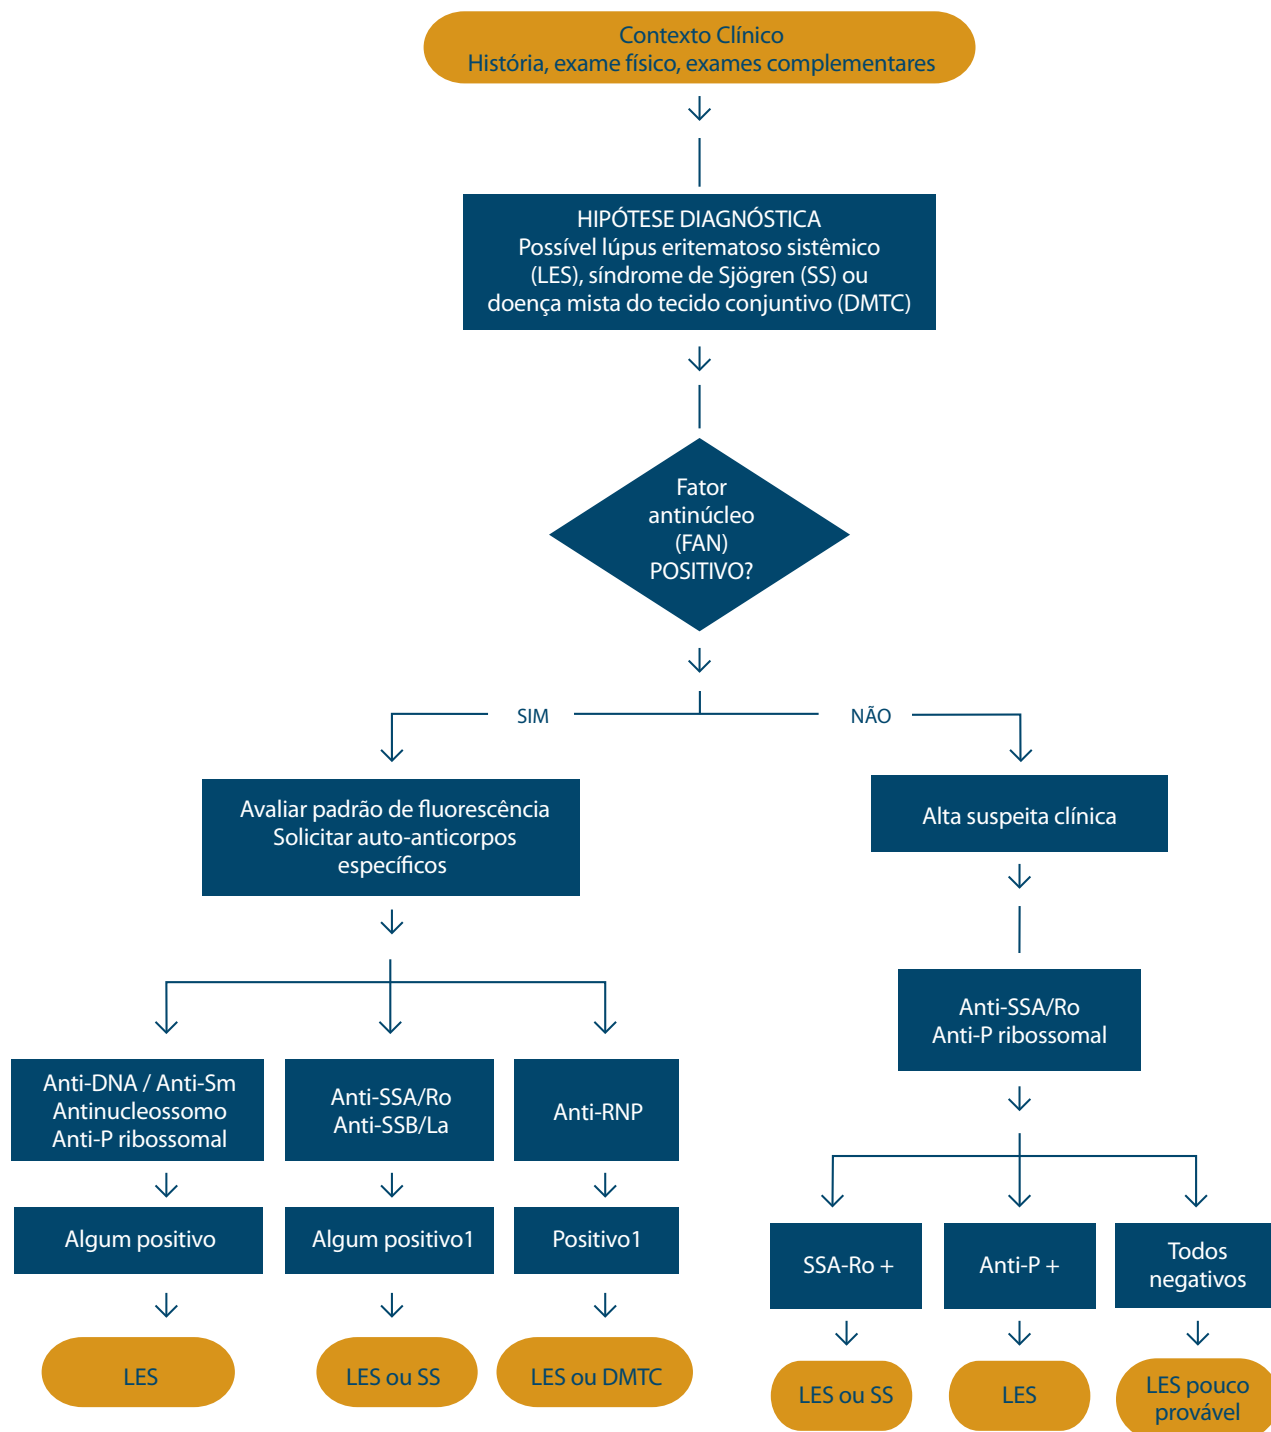 Contexto Clínico
História, exame físico, exames complementares
HIPÓTESE DIAGNÓSTICA
Possível lúpus eritematoso sistêmico
(LES), síndrome de Sjögren (SS) ou
doença mista do tecido conjuntivo (DMTC)
Fator
antinúcleo
(FAN)
POSITIVO?
SIM
NÃO
Avaliar padrão de fluorescência
Solicitar auto-anticorpos
específicos
Alta suspeita clínica
Anti-SSA/Ro
Anti-P ribossomal
Anti-DNA / Anti-Sm
Antinucleossomo
Anti-P ribossomal
Anti-SSA/Ro
Anti-SSB/La
Anti-RNP
Algum positivo
Algum positivo1
Positivo1
SSA-Ro +
Anti-P +
Todos
negativos
LES
LES ou SS
LES ou DMTC
LES ou SS
LES
LES pouco
provável